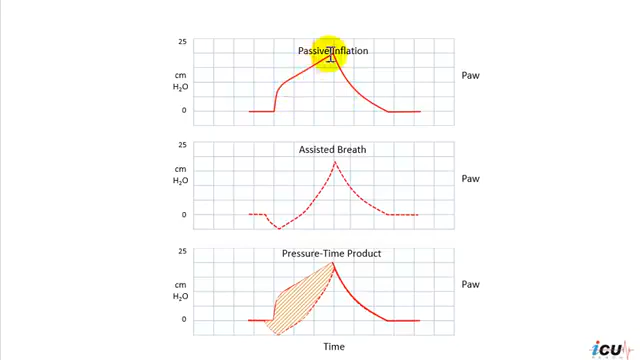 Passive Inflation
25
cm
H₂O
0
Paw
Assisted Breath
25
cm
H₂O
0
Paw
Pressure-Time Product
25
cm
H₂O
0
Paw
Time
iCU